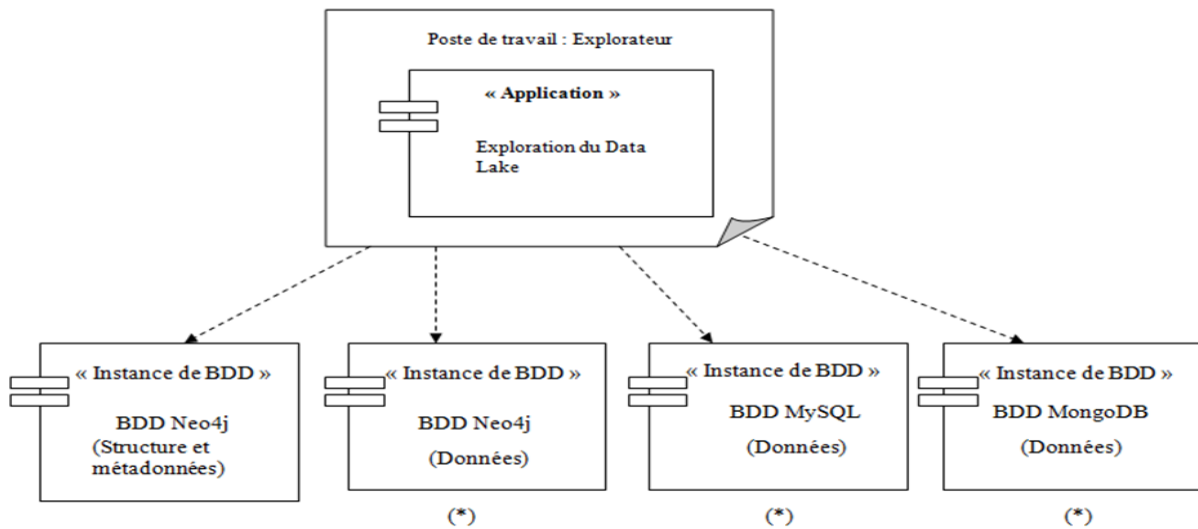 Poste de travail : Explorateur
« Application »
Exploration du Data
Lake
« Instance de BDD »
BDD Neo4j
(Structure et
métadonnées)
« Instance de BDD »
BDD Neo4j
(Données)
(*)
« Instance de BDD »
BDD MySQL
(Données)
(*)
« Instance de BDD »
BDD MongoDB
(Données)
(*)